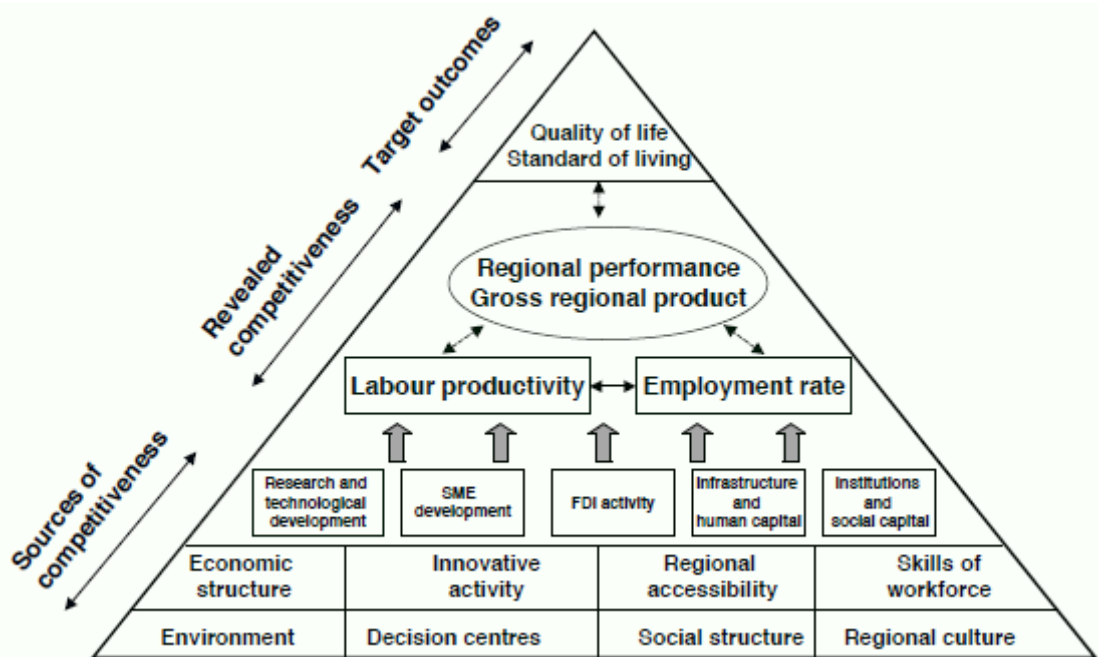 Target outcomes
Quality of life
Standard of living
Revealed
competitiveness
Regional performance
Gross regional product
Labour productivity
Employment rate
Sources of
competitiveness
Research and
technological
development
SME
development
FDI activity
Infrastructure
and
human capital
Institutions
and
social capital
Economic
structure
Innovative
activity
Regional
accessibility
Skills of
workforce
Environment
Decision centres
Social structure
Regional culture